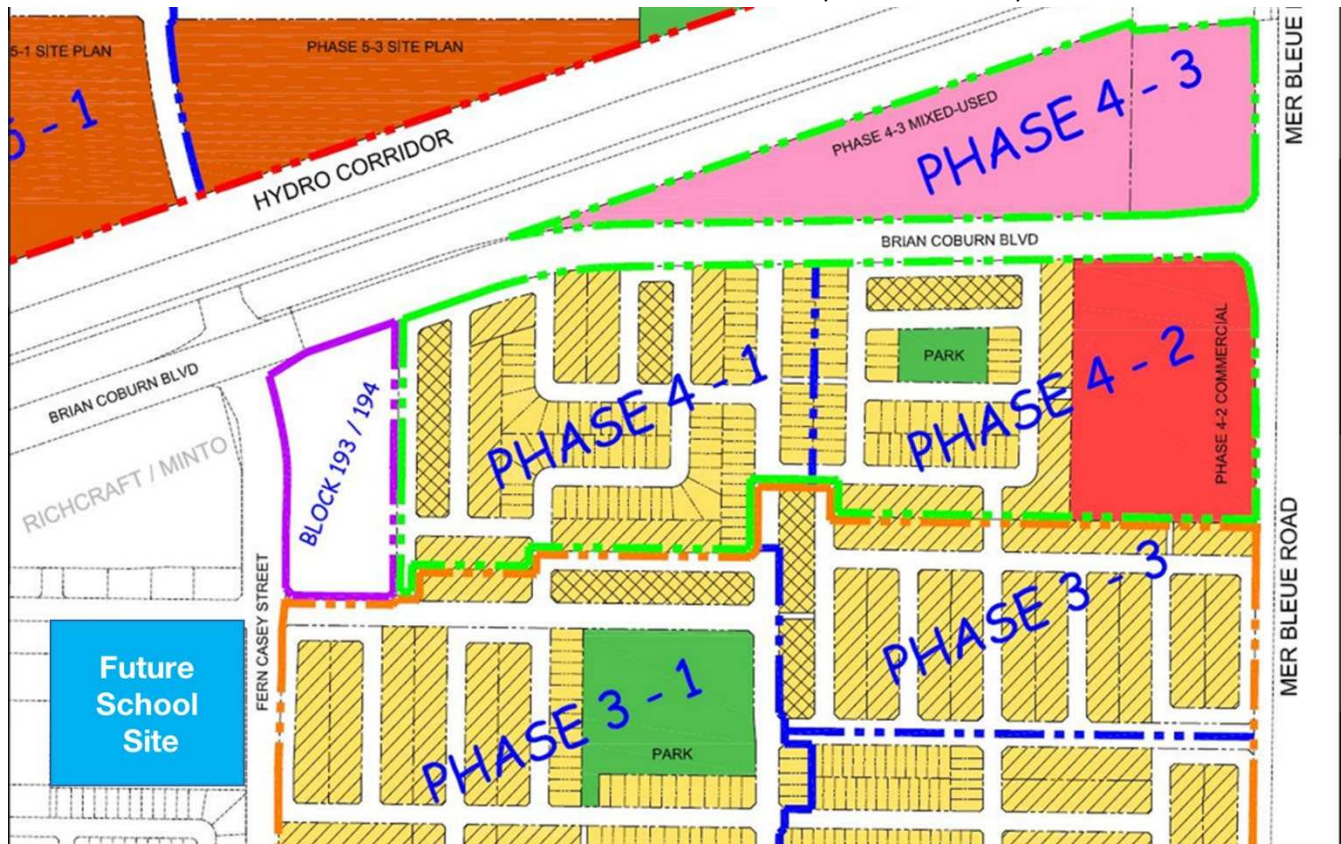 5-1 SITE PLAN
PHASE 5-3 SITE PLAN
5 - 1
HYDRO CORRIDOR
PHASE 4-3 MIXED-USED
PHASE 4 - 3
MER BLEUE
BRIAN COBURN BLVD
BRIAN COBURN BLVD
RICHCRAFT / MINTO
BLOCK 193 / 194
PHASE 4 - 1
PARK
PHASE 4 - 2
PHASE 4-2 COMMERCIAL
FERN CASEY STREET
MER BLEUE ROAD
PHASE 3 - 3
Future
School
Site
PHASE 3 - 1
PARK